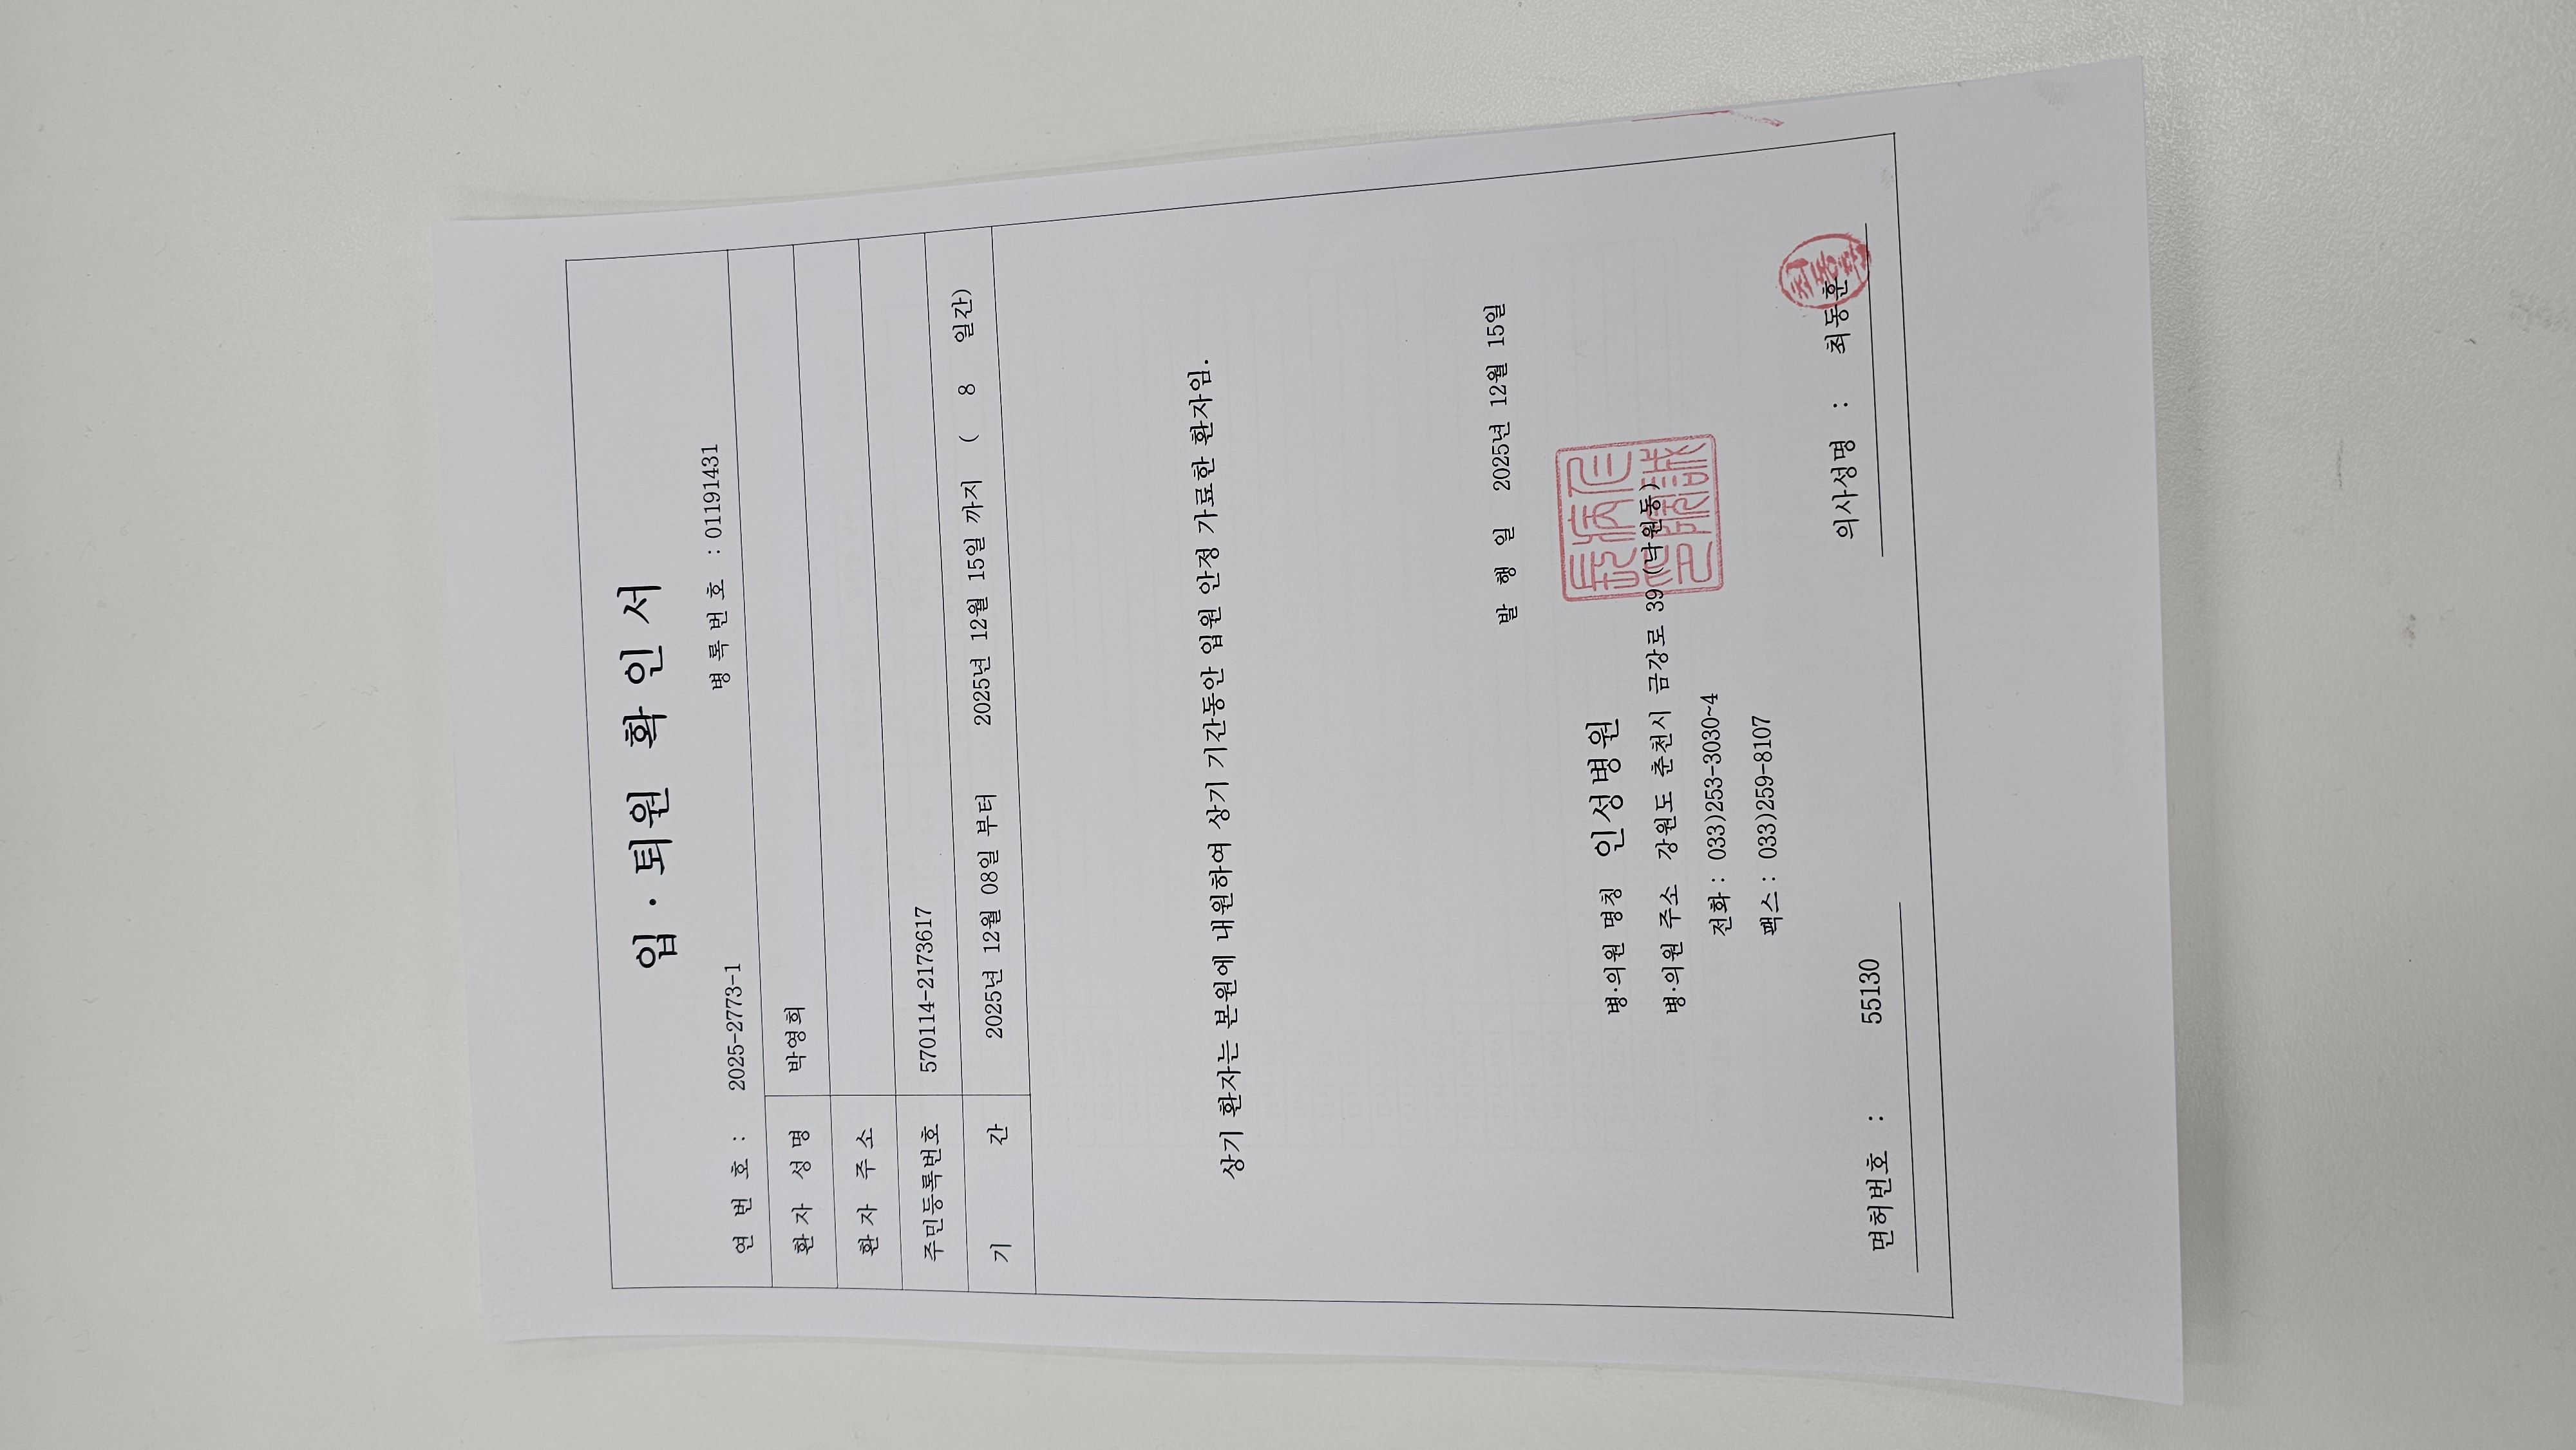 입 · 퇴원 확인서
연 번 호 : 2025-2773-1 병록번호 : 01191431
환 자 성 명 박영희
환 자 주 소
주민등록번호 570114-2173617
기 간 2025년 12월 08일 부터 2025년 12월 15일 까지 ( 8 일간)
상기 환자는 본원에 내원하여 상기 기간동안 입원 안정 가료한 환자임.
발 행 일 2025년 12월 15일
병·의원 명칭 인성병원
병·의원 주소 강원도 춘천시 금강로 39 (낙원동)
전화 : 033)253-3030~4
팩스 : 033)259-8107
면허번호 : 55130 의사성명 : 최동훈